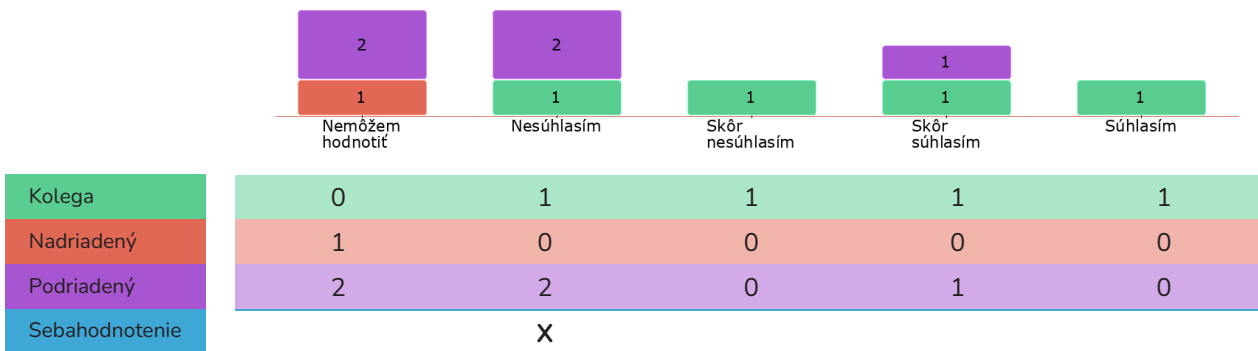 2 2
1
1 1 1 1 1
Nemôžem hodnotiť
Nesúhlasím
Skôr nesúhlasím
Skôr súhlasím
Súhlasím
Kolega 0 1 1 1 1
Nadriadený 1 0 0 0 0
Podriadený 2 2 0 1 0
Sebahodnotenie x